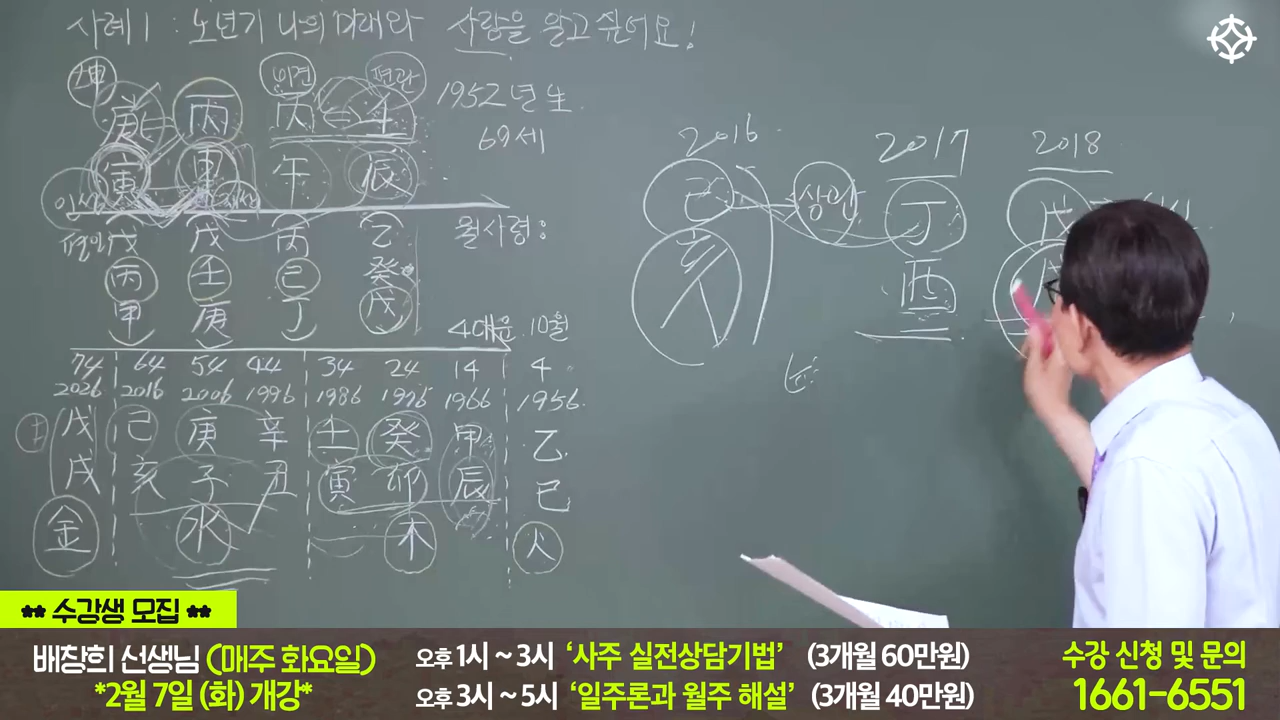 사례 1 : 노년기 나의 미래와 사랑을 알고 싶어요!
坤 비견 편관
庚 丙 丙 壬
1952년生
69세
寅 申 午 辰
편인
戊 戊 丙 乙
월사령:
丙 壬 己 癸
甲 庚 丁 戊
4대운 10월
74 64 54 44 34 24 14 4
2026 2016 2006 1996 1986 1976 1966 1956
土 戊 己 庚 辛 壬 癸 甲 乙
戌 亥 子 丑 寅 卯 辰 巳
金 水 木 火
2016 2017 2018
己 상관 丁 戊
亥 酉
** 수강생 모집 **
배창희 선생님 (매주 화요일)
*2월 7일 (화) 개강*
오후 1시 ~ 3시 '사주 실전상담기법' (3개월 60만원)
오후 3시 ~ 5시 '일주론과 월주 해설' (3개월 40만원)
수강 신청 및 문의
1661-6551